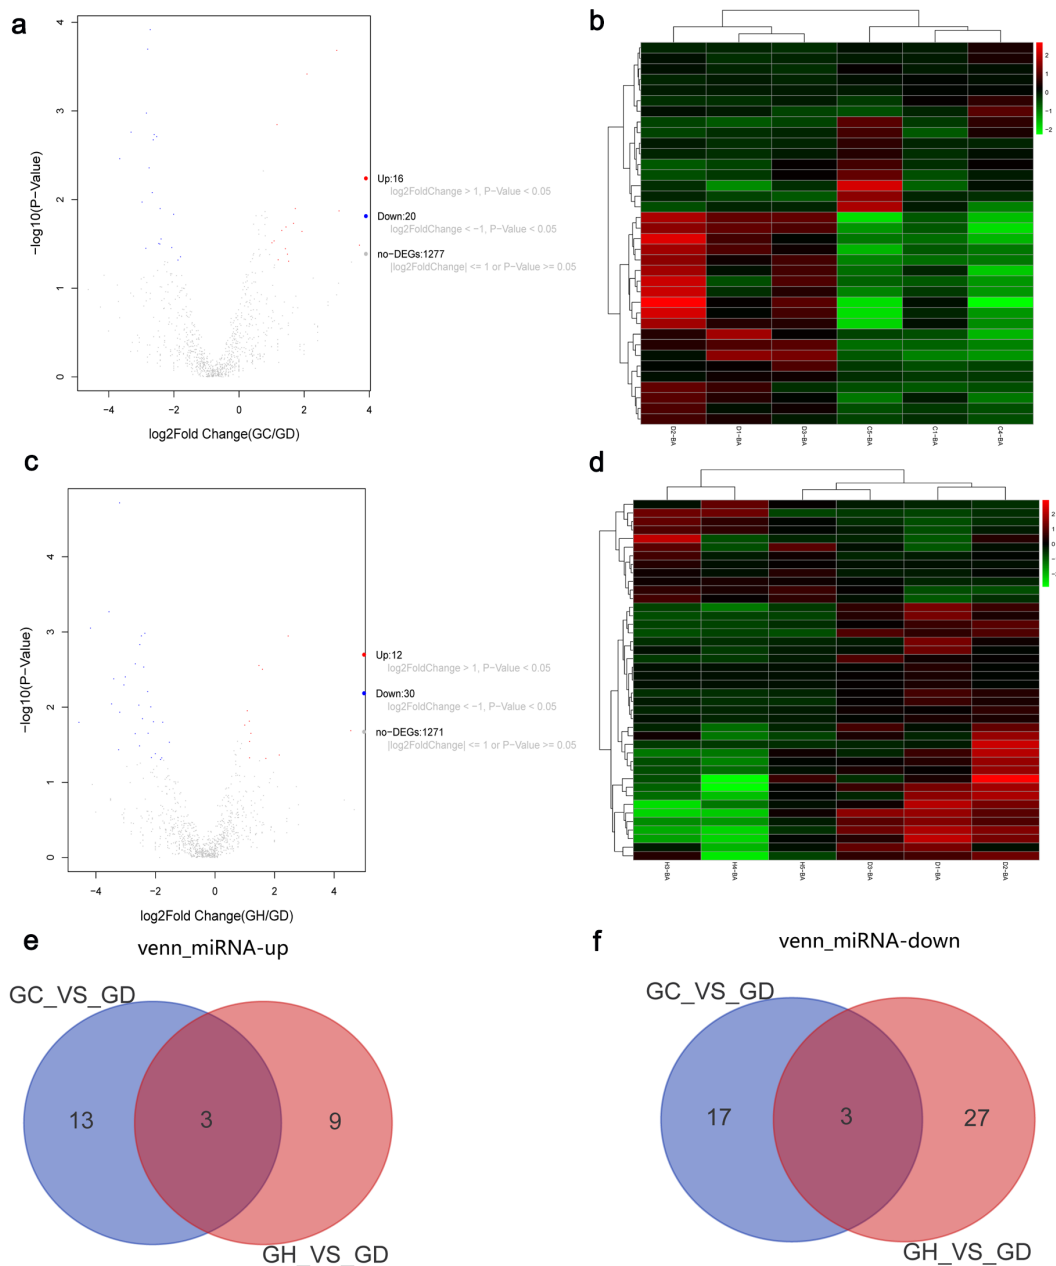 a
4
3
2
1
0
−log10(P−Value)
−4
−2
0
2
4
log2Fold Change(GC/GD)
Up:16
log2FoldChange > 1, P−Value < 0.05
Down:20
log2FoldChange < −1, P−Value < 0.05
no−DEGs:1277
|log2FoldChange| <= 1 or P−Value >= 0.05
b
2
1
0
−1
−2
D2−BA
D1−BA
D3−BA
C5−BA
C1−BA
C4−BA
c
4
3
2
1
0
−log10(P−Value)
−4
−2
0
2
4
log2Fold Change(GH/GD)
Up:12
log2FoldChange > 1, P−Value < 0.05
Down:30
log2FoldChange < −1, P−Value < 0.05
no−DEGs:1271
|log2FoldChange| <= 1 or P−Value >= 0.05
d
2
1
0
H3−BA
H4−BA
H5−BA
D3−BA
D1−BA
D2−BA
e
venn_miRNA-up
GC_VS_GD
13
3
9
GH_VS_GD
f
venn_miRNA-down
GC_VS_GD
17
3
27
GH_VS_GD